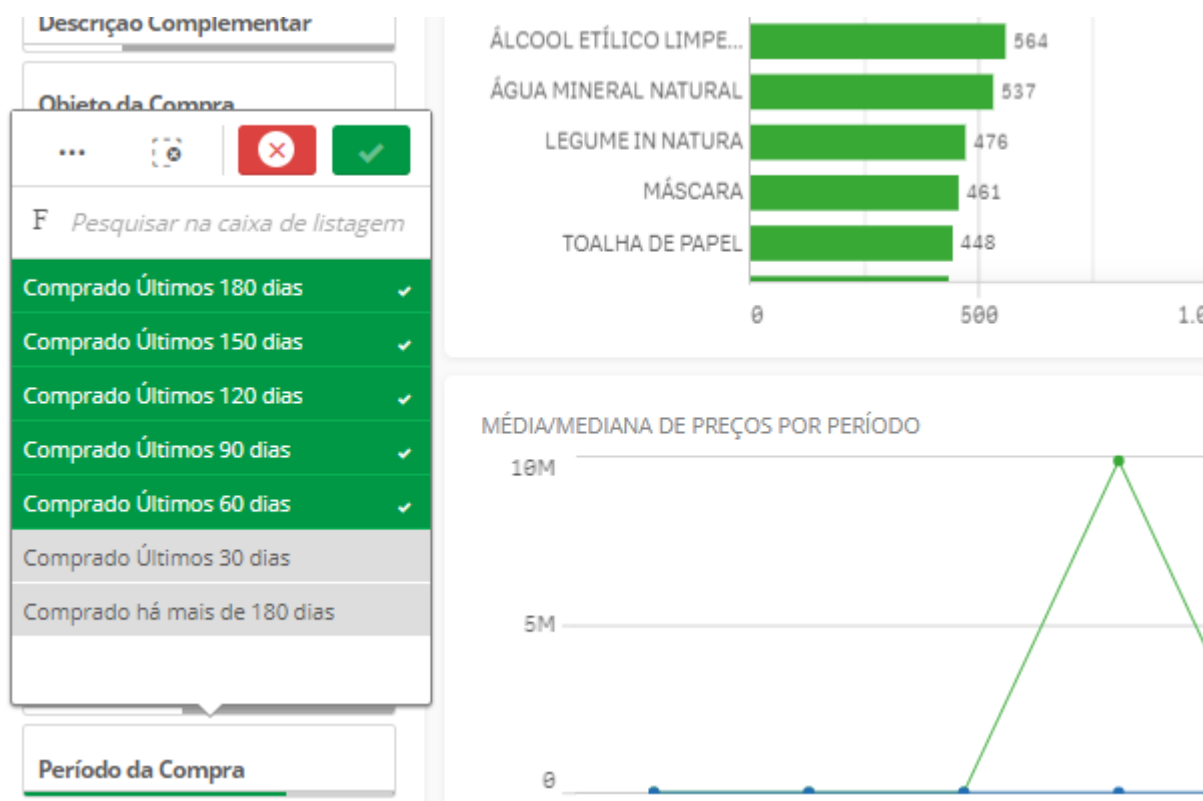 Descrição Complementar
Objeto da Compra
F Pesquisar na caixa de listagem
Comprado Últimos 180 dias
Comprado Últimos 150 dias
Comprado Últimos 120 dias
Comprado Últimos 90 dias
Comprado Últimos 60 dias
Comprado Últimos 30 dias
Comprado há mais de 180 dias
Período da Compra
ÁLCOOL ETÍLICO LIMPE... 564
ÁGUA MINERAL NATURAL 537
LEGUME IN NATURA 476
MÁSCARA 461
TOALHA DE PAPEL 448
0 500 1.0
MÉDIA/MEDIANA DE PREÇOS POR PERÍODO
10M
5M
0